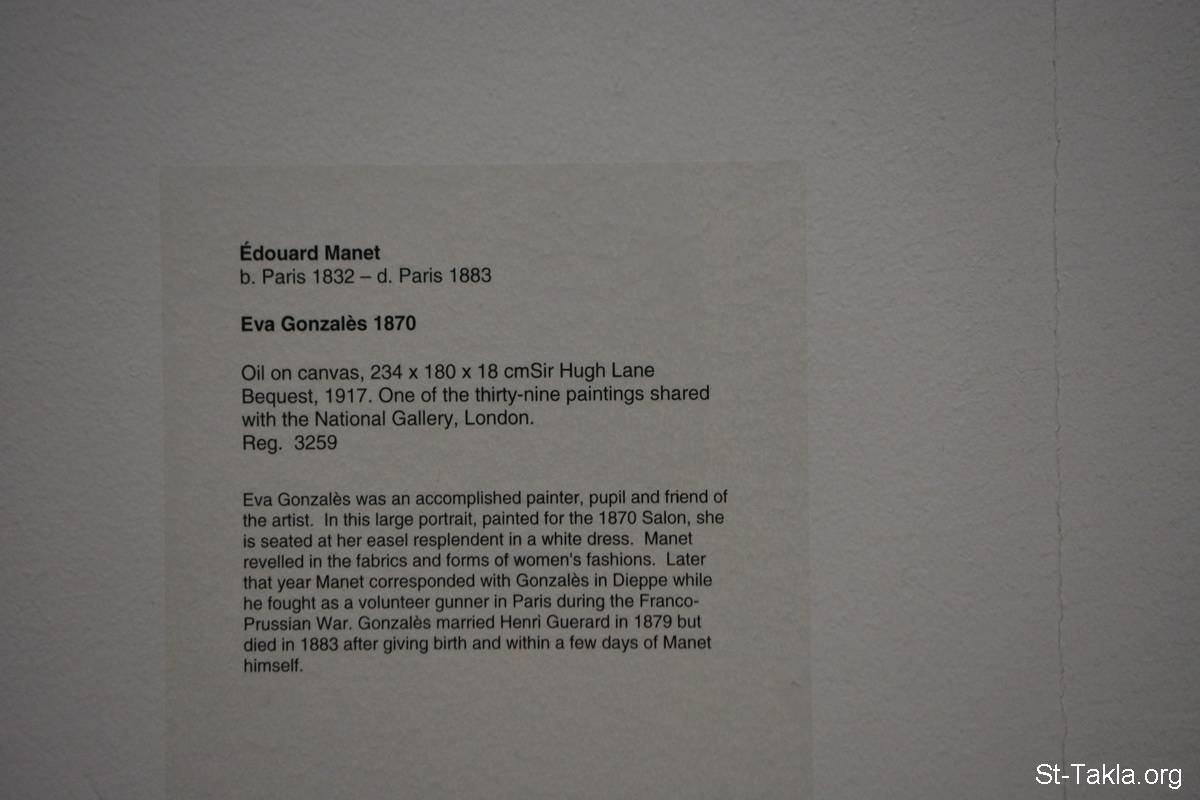 Édouard Manet
b. Paris 1832 – d. Paris 1883
Eva Gonzalès 1870
Oil on canvas, 234 x 180 x 18 cmSir Hugh Lane
Bequest, 1917. One of the thirty-nine paintings shared
with the National Gallery, London.
Reg.  3259
Eva Gonzalès was an accomplished painter, pupil and friend of
the artist.  In this large portrait, painted for the 1870 Salon, she
is seated at her easel resplendent in a white dress.  Manet
revelled in the fabrics and forms of women's fashions.  Later
that year Manet corresponded with Gonzalès in Dieppe while
he fought as a volunteer gunner in Paris during the Franco-
Prussian War. Gonzalès married Henri Guerard in 1879 but
died in 1883 after giving birth and within a few days of Manet
himself.
St-Takla.org